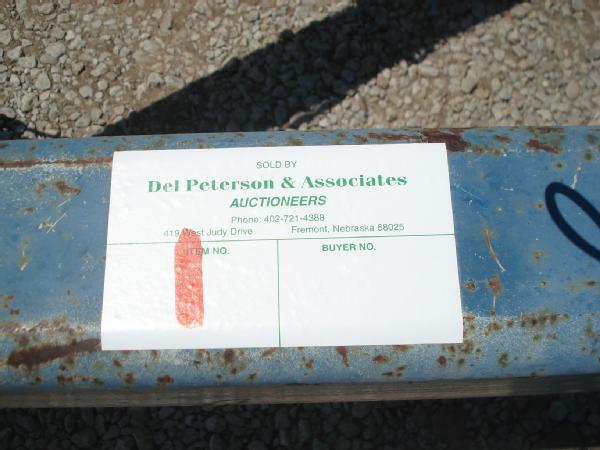 SOLD BY
Del Peterson & Associates
AUCTIONEERS
Phone: 402-721-4388
419 West Judy Drive Fremont, Nebraska 68025
ITEM NO. BUYER NO.
1